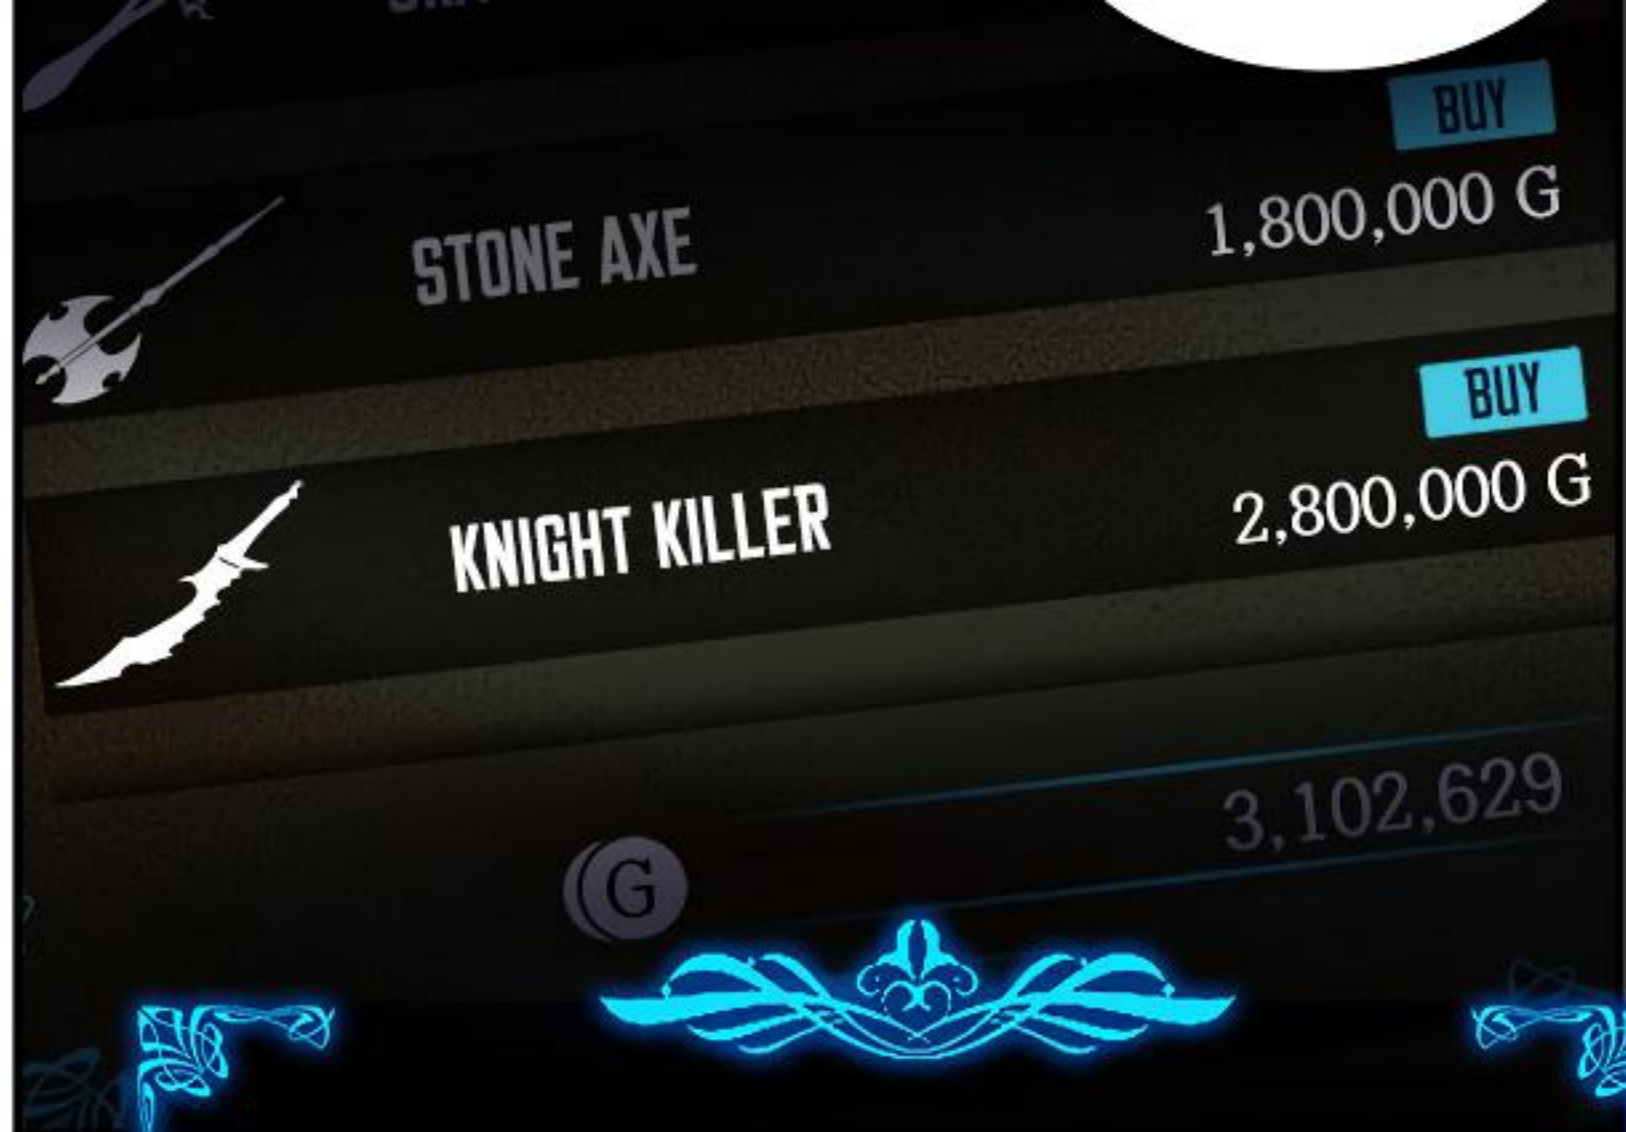 BUY
STONE AXE
1,800,000 G
BUY
KNIGHT KILLER
2,800,000 G
3,102,629
G